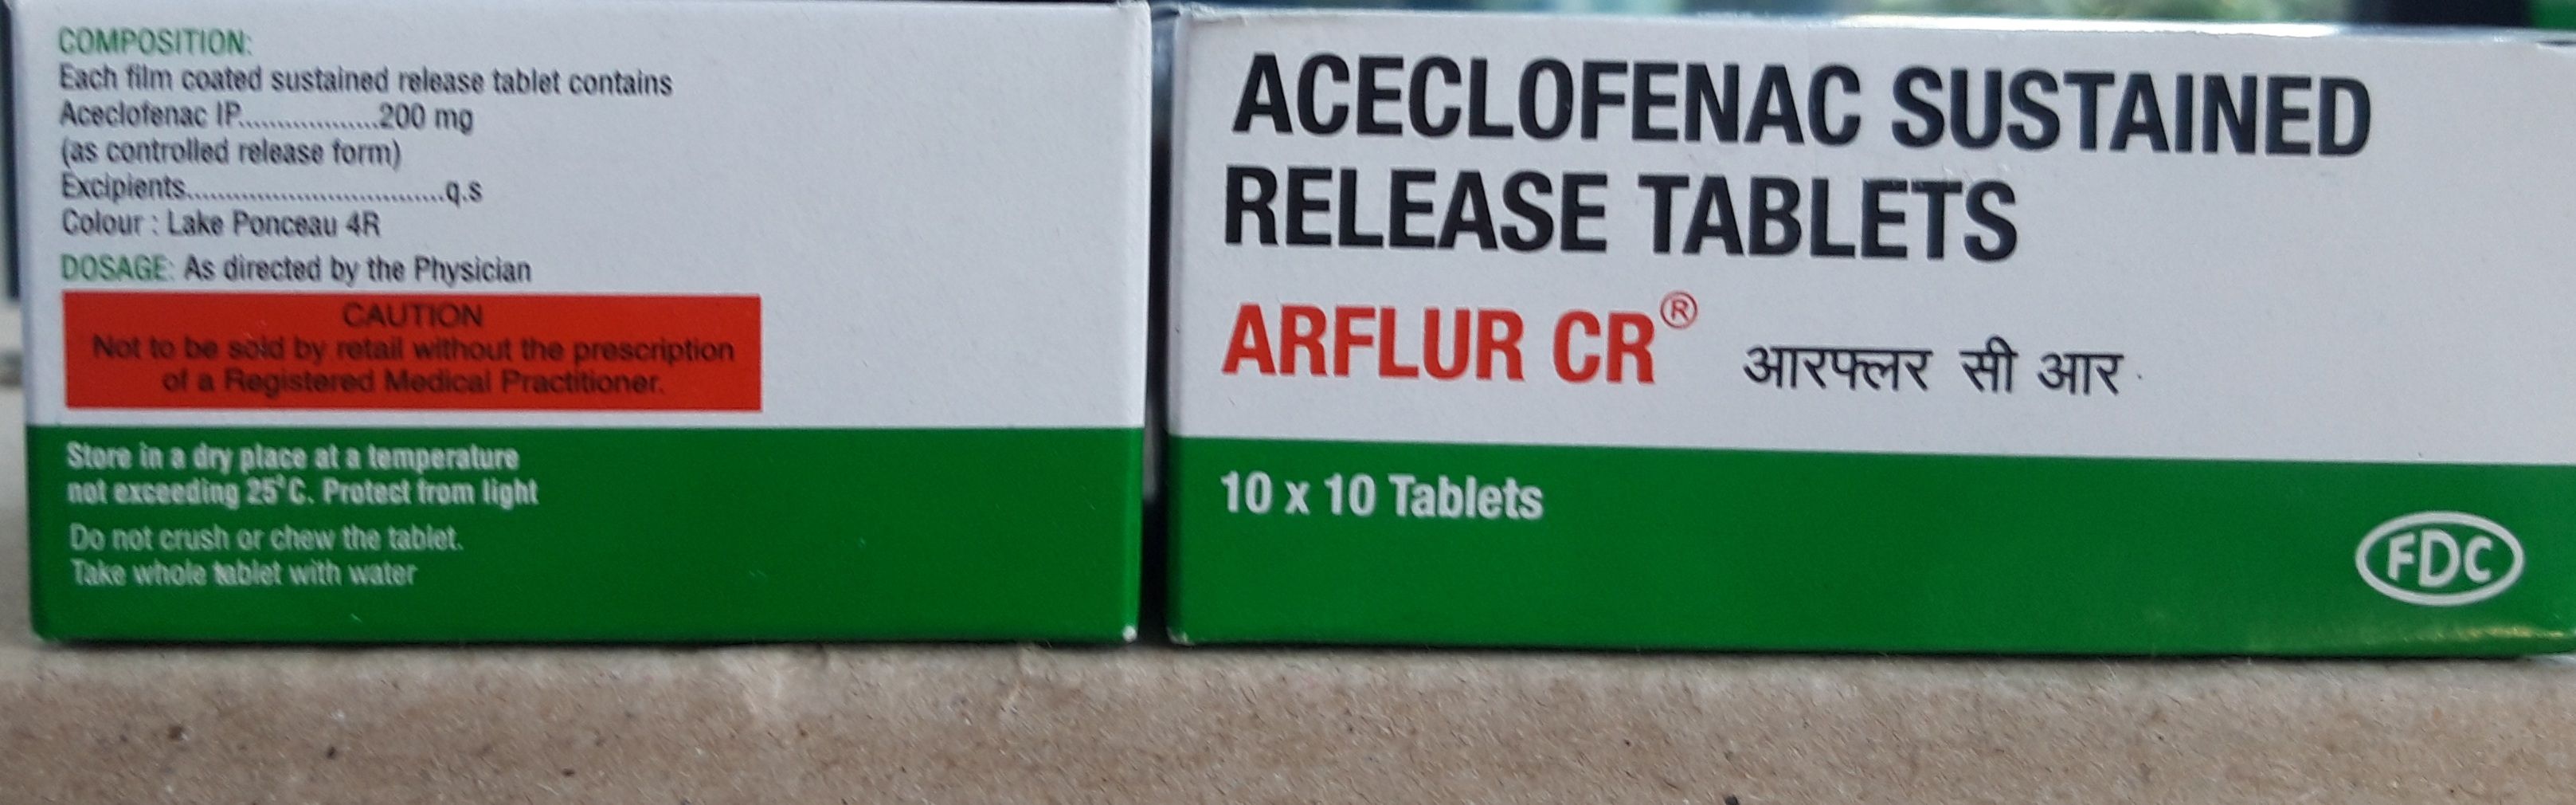 COMPOSITION:
Each film coated sustained release tablet contains
Aceclofenac IP..................200 mg
(as controlled release form)
Excipients.................................q.s
Colour : Lake Ponceau 4R
DOSAGE: As directed by the Physician
CAUTION
Not to be sold by retail without the prescription
of a Registered Medical Practitioner.
Store in a dry place at a temperature
not exceeding 25°C. Protect from light
Do not crush or chew the tablet.
Take whole tablet with water
ACECLOFENAC SUSTAINED
RELEASE TABLETS
ARFLUR CR® आरफ्लर सी आर
10 x 10 Tablets
FDC